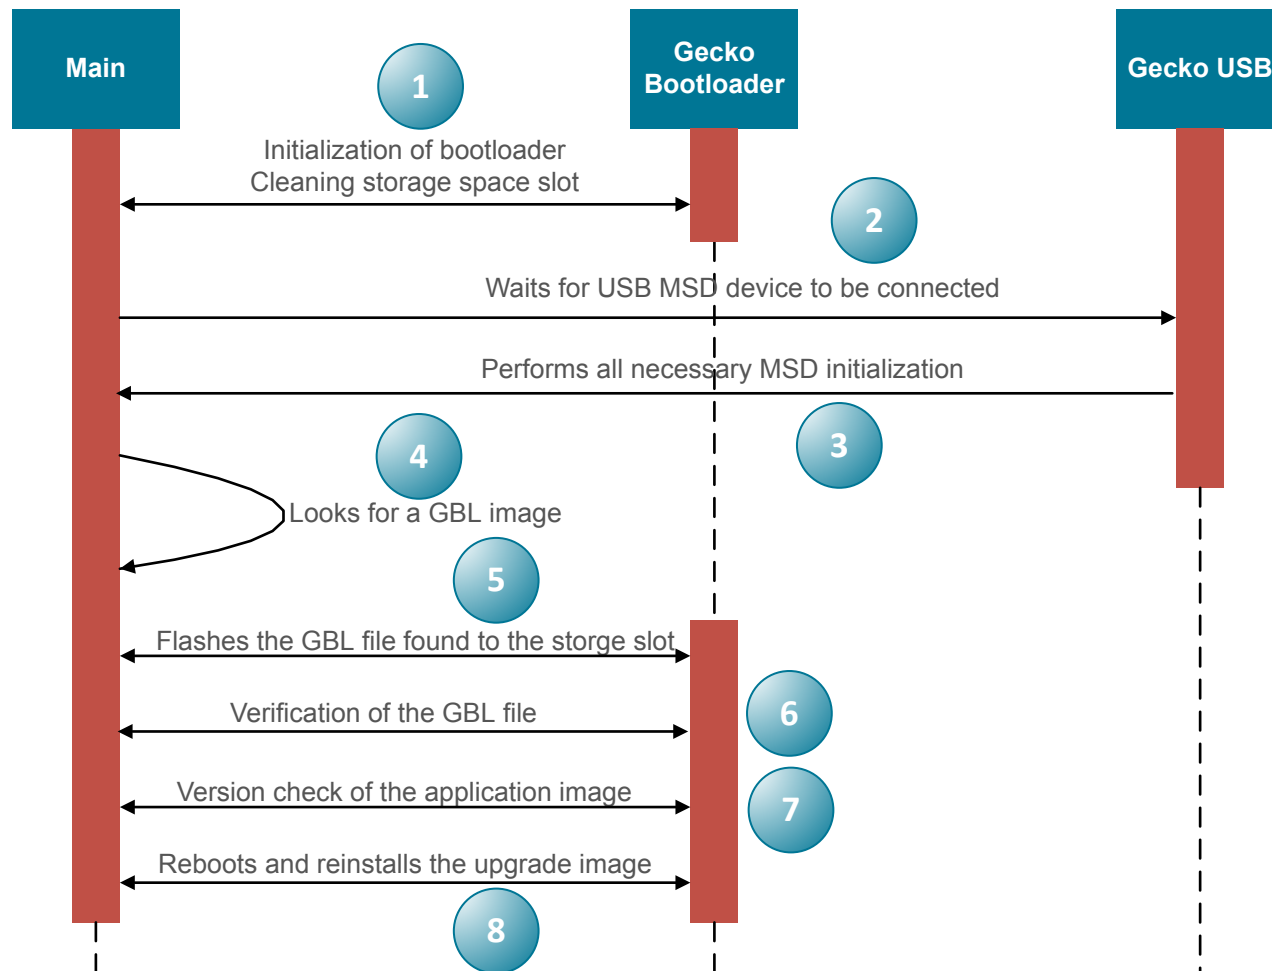 Main
Gecko
Bootloader
Gecko USB
1
Initialization of bootloader
Cleaning storage space slot
2
Waits for USB MSD device to be connected
Performs all necessary MSD initialization
3
4
Looks for a GBL image
5
Flashes the GBL file found to the storge slot
6
Verification of the GBL file
7
Version check of the application image
Reboots and reinstalls the upgrade image
8